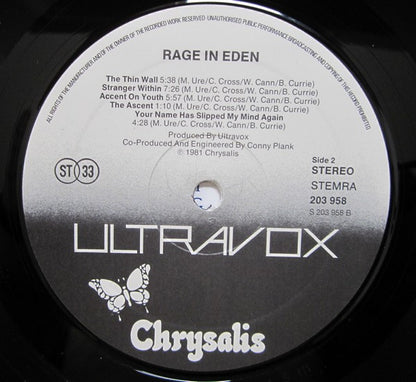 ALL RIGHTS OF THE MANUFACTURER AND OF THE OWNER OF THE RECORDED WORK RESERVED · UNAUTHORISED PUBLIC PERFORMANCE BROADCASTING AND COPYING OF THIS RECORD PROHIBITED
RAGE IN EDEN
The Thin Wall 5:38 (M. Ure/C. Cross/W. Cann/B. Currie)
Stranger Within 7:26 (M. Ure/C. Cross/W. Cann/B. Currie)
Accent On Youth 5:57 (M. Ure/C. Cross/W. Cann/B. Currie)
The Ascent 1:10 (M. Ure/C. Cross/W. Cann/B. Currie)
Your Name Has Slipped My Mind Again
4:28 (M. Ure/C. Cross/W. Cann/B. Currie)
Produced By Ultravox
Co-Produced And Engineered By Conny Plank
℗ 1981 Chrysalis
ST 33
Side 2
STEREO
STEMRA
203 958
S 203 958 B
ULTRAVOX
Chrysalis